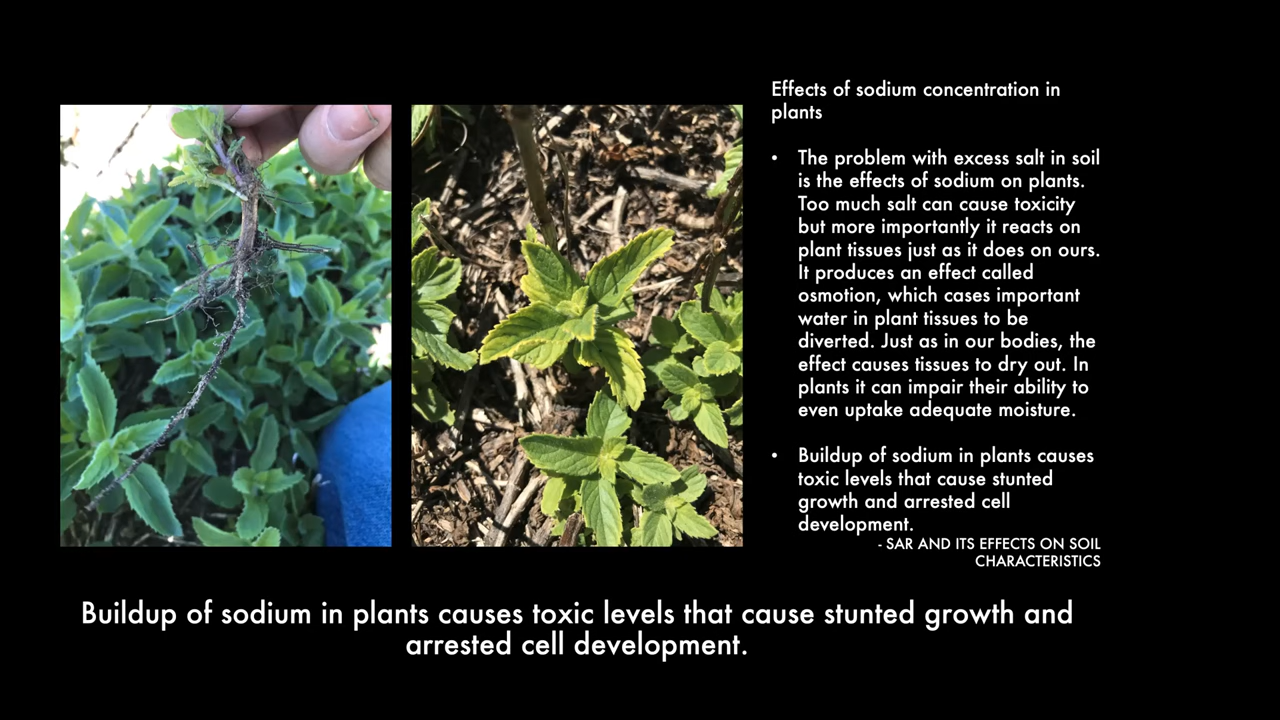 Effects of sodium concentration in
plants
• The problem with excess salt in soil
is the effects of sodium on plants.
Too much salt can cause toxicity
but more importantly it reacts on
plant tissues just as it does on ours.
It produces an effect called
osmotion, which cases important
water in plant tissues to be
diverted. Just as in our bodies, the
effect causes tissues to dry out. In
plants it can impair their ability to
even uptake adequate moisture.
• Buildup of sodium in plants causes
toxic levels that cause stunted
growth and arrested cell
development.
- SAR AND ITS EFFECTS ON SOIL
CHARACTERISTICS
Buildup of sodium in plants causes toxic levels that cause stunted growth and
arrested cell development.